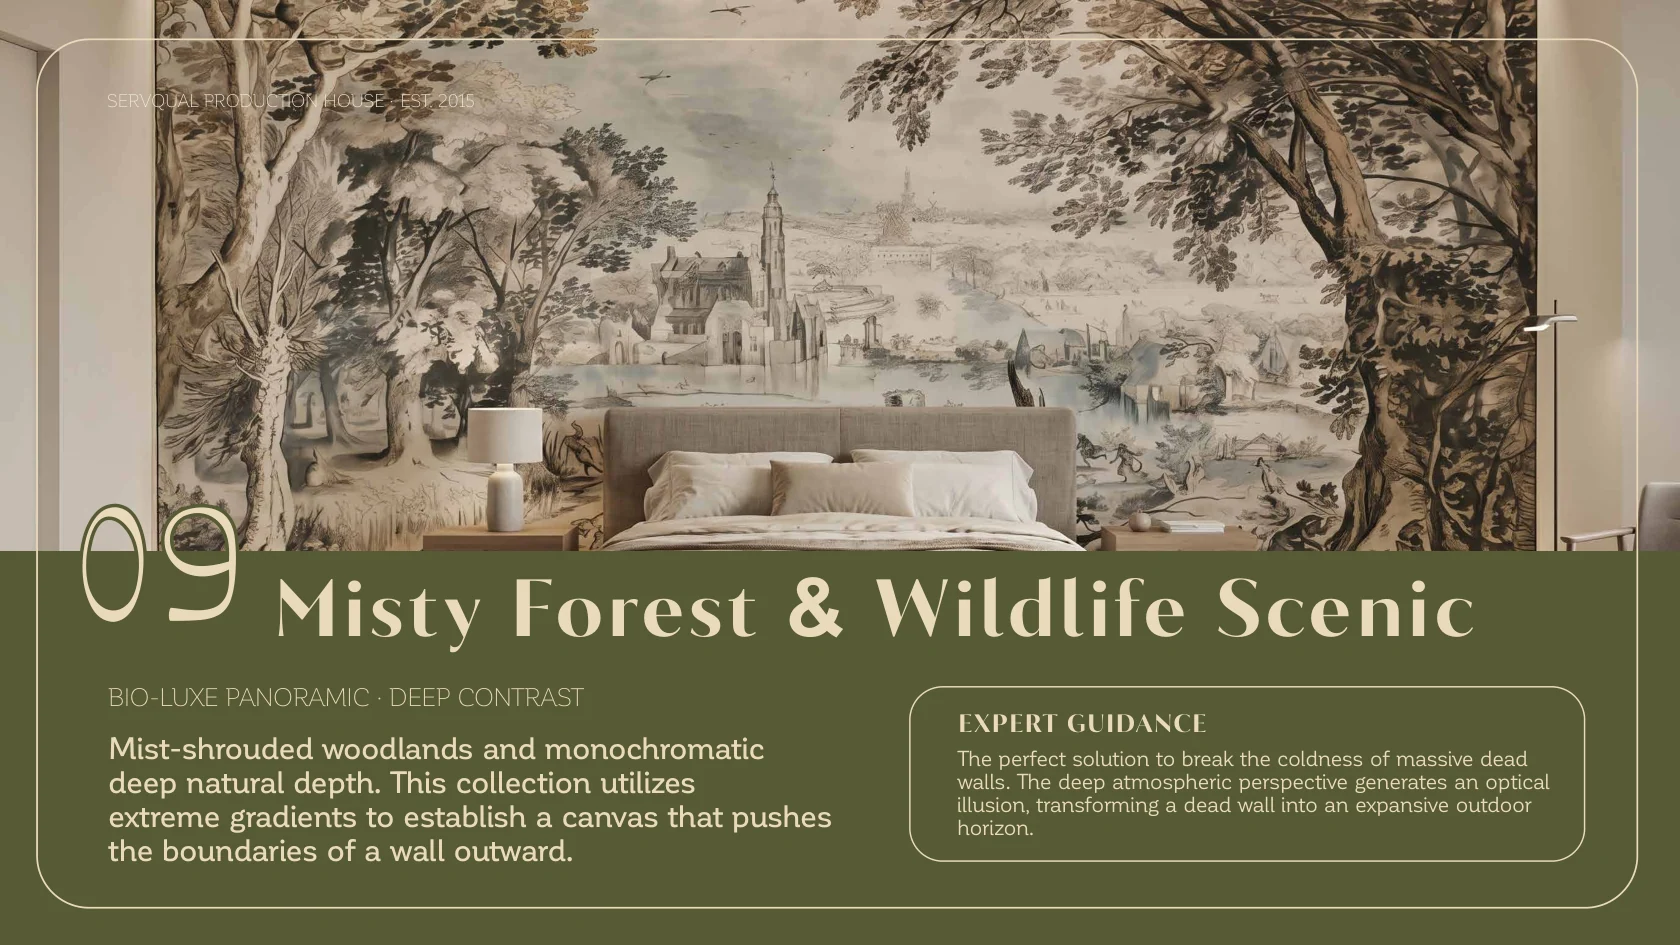 SERVQUAL PRODUCTION HOUSE · EST. 2015
09
Misty Forest & Wildlife Scenic
BIO-LUXE PANORAMIC · DEEP CONTRAST
Mist-shrouded woodlands and monochromatic
deep natural depth. This collection utilizes
extreme gradients to establish a canvas that pushes
the boundaries of a wall outward.
EXPERT GUIDANCE
The perfect solution to break the coldness of massive dead
walls. The deep atmospheric perspective generates an optical
illusion, transforming a dead wall into an expansive outdoor
horizon.